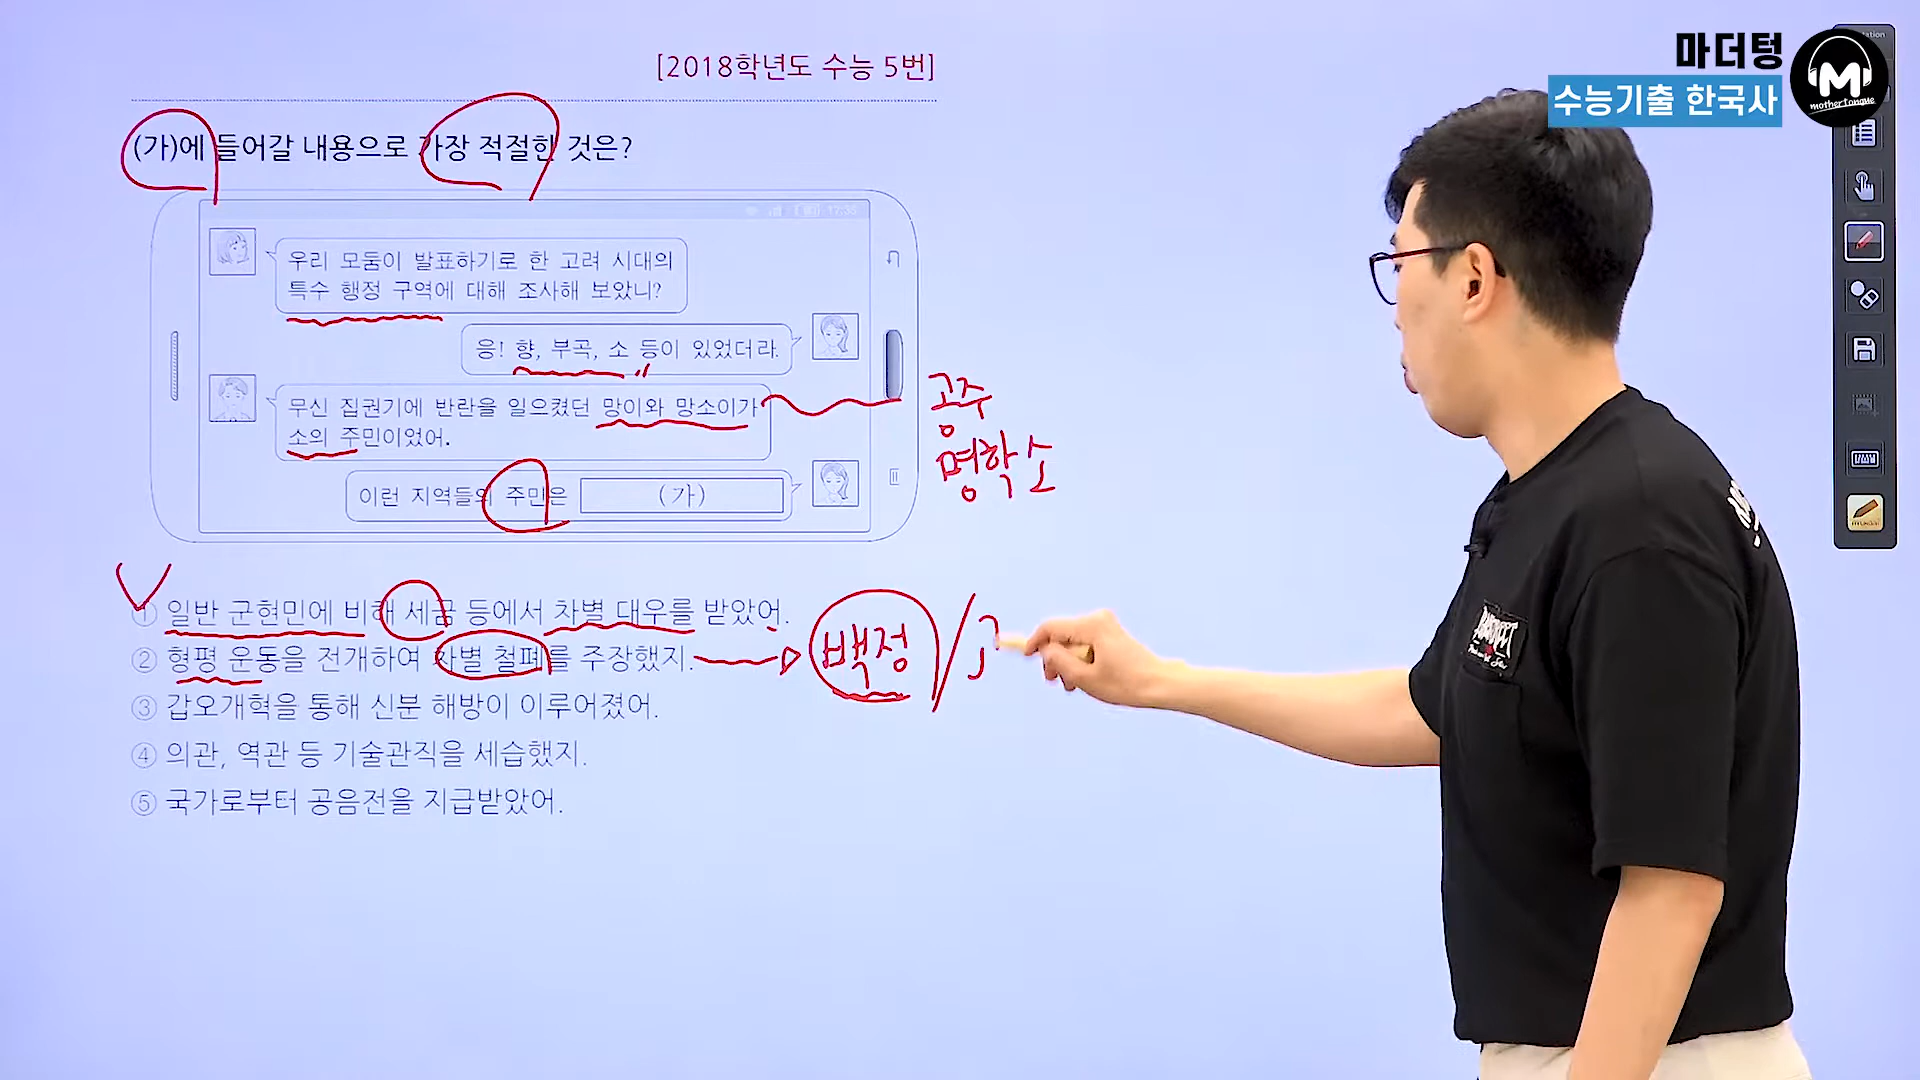 [2018학년도 수능 5번]
마더텅
수능기출 한국사
M
mothertongue
(가)에 들어갈 내용으로 가장 적절한 것은?
17:35
우리 모둠이 발표하기로 한 고려 시대의
특수 행정 구역에 대해 조사해 보았니?
응! 향, 부곡, 소 등이 있었더라.
무신 집권기에 반란을 일으켰던 망이와 망소이가
소의 주민이었어.
공주
명학소
이런 지역들의 주민은 (가)
① 일반 군현민에 비해 세금 등에서 차별 대우를 받았어.
② 형평 운동을 전개하여 차별 철폐를 주장했지.
백정 /
③ 갑오개혁을 통해 신분 해방이 이루어졌어.
④ 의관, 역관 등 기술관직을 세습했지.
⑤ 국가로부터 공음전을 지급받았어.